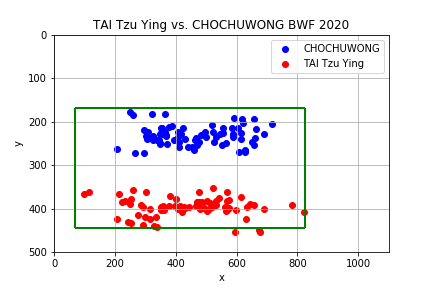 TAI Tzu Ying vs. CHOCHUWONG BWF 2020
CHOCHUWONG
TAI Tzu Ying
0
100
200
300
400
500
y
0 200 400 600 800 1000
x